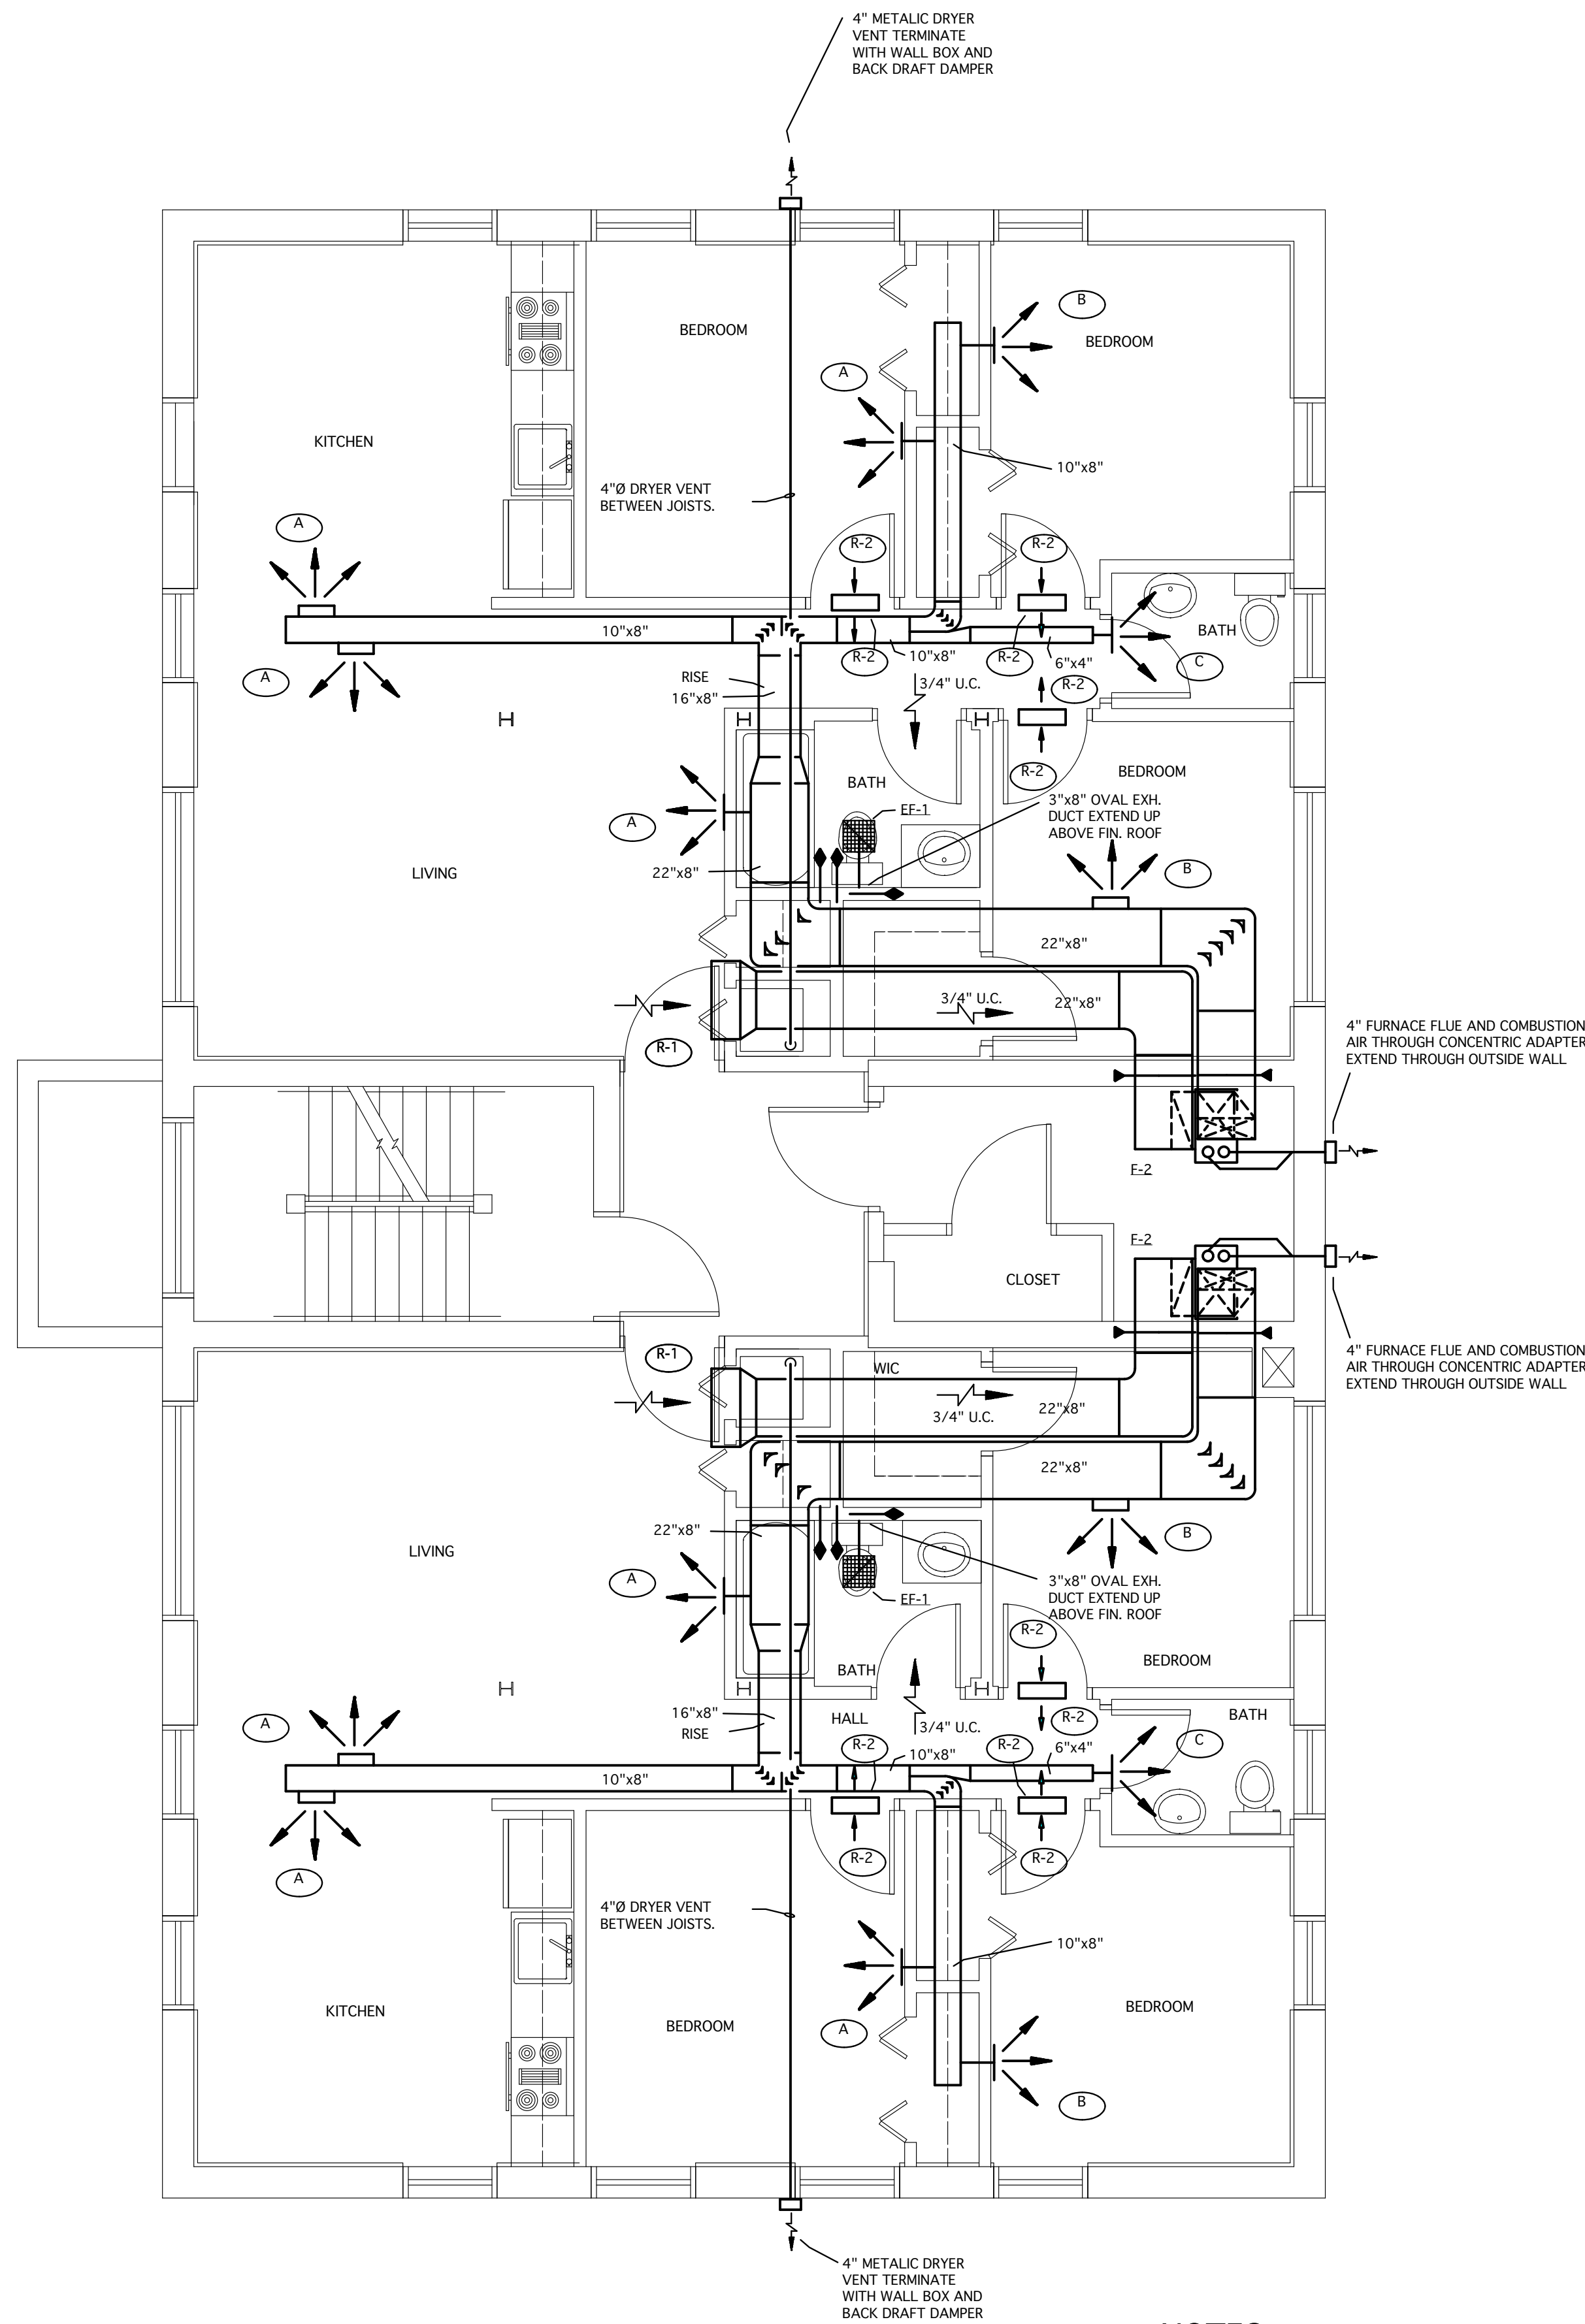 4" METALIC DRYER
VENT TERMINATE
WITH WALL BOX AND
BACK DRAFT DAMPER
B
BEDROOM
BEDROOM
A
KITCHEN
10"x8"
4"Ø DRYER VENT
BETWEEN JOISTS.
A
R-2
R-2
10"x8"
BATH
R-2
10"x8"
R-2
6"x4"
C
A
RISE
16"x8"
3/4" U.C.
R-2
BATH
R-2
BEDROOM
EF-1
3"x8" OVAL EXH.
DUCT EXTEND UP
ABOVE FIN. ROOF
A
LIVING
22"x8"
B
22"x8"
3/4" U.C.
22"x8"
R-1
4" FURNACE FLUE AND COMBUSTION
AIR THROUGH CONCENTRIC ADAPTER
EXTEND THROUGH OUTSIDE WALL
F-2
F-2
CLOSET
R-1
WIC
4" FURNACE FLUE AND COMBUSTION
AIR THROUGH CONCENTRIC ADAPTER
EXTEND THROUGH OUTSIDE WALL
22"x8"
3/4" U.C.
22"x8"
22"x8"
B
LIVING
A
EF-1
3"x8" OVAL EXH.
DUCT EXTEND UP
ABOVE FIN. ROOF
R-2
BATH
BEDROOM
16"x8"
HALL
R-2
BATH
A
RISE
3/4" U.C.
R-2
10"x8"
R-2
6"x4"
C
10"x8"
R-2
R-2
A
4"Ø DRYER VENT
BETWEEN JOISTS.
10"x8"
KITCHEN
BEDROOM
BEDROOM
A
B
4" METALIC DRYER
VENT TERMINATE
WITH WALL BOX AND
BACK DRAFT DAMPER